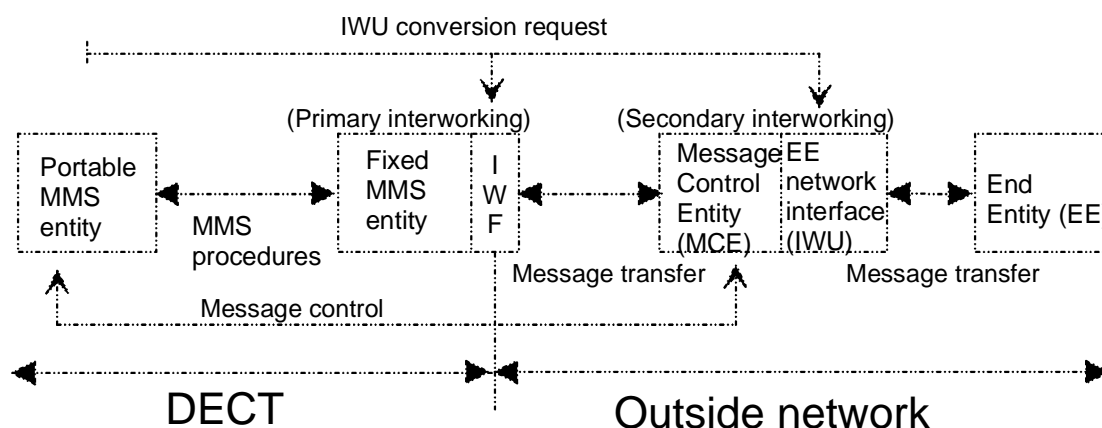 IWU conversion request
(Primary interworking)
(Secondary interworking)
Portable
MMS
entity
MMS
procedures
Fixed
MMS
entity
I
W
F
Message transfer
Message
Control
Entity
(MCE)
EE
network
interface
(IWU)
Message transfer
End
Entity (EE
Message control
DECT
Outside network